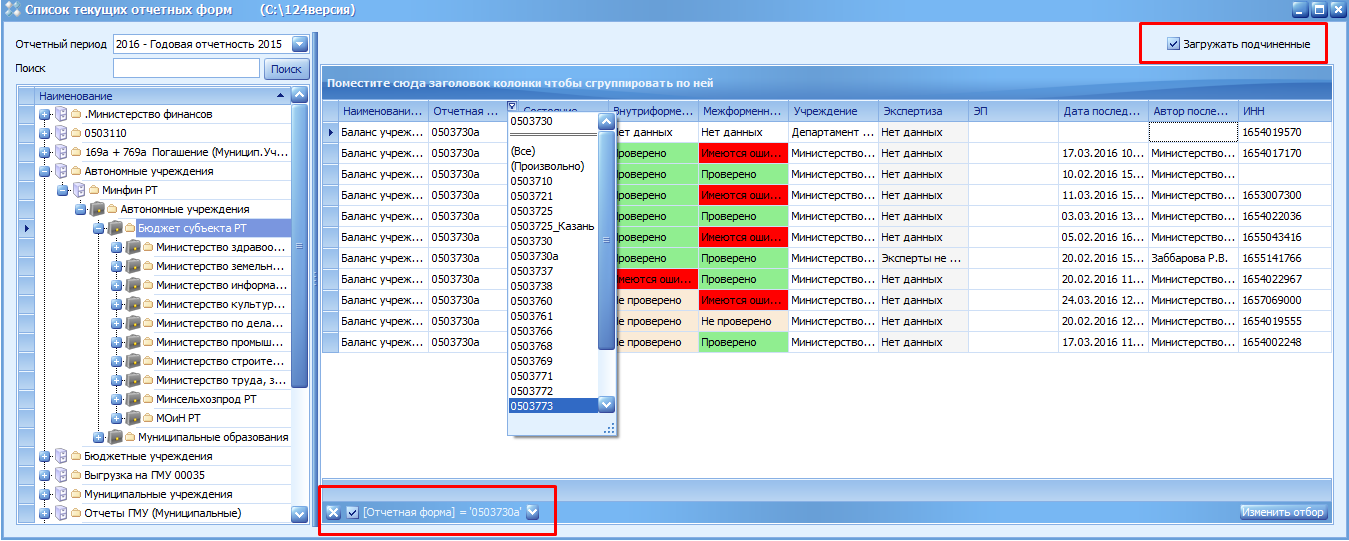 Список текущих отчетных форм (C:\124версия)
Отчетный период 2016 - Годовая отчетность 2015
Загружать подчиненные
Поиск Поиск
Поместите сюда заголовок колонки чтобы сгруппировать по ней
Наименование
.Министерство финансов
0503110
169а + 769а Погашение (Муницип.Уч...
Автономные учреждения
Минфин РТ
Автономные учреждения
Бюджет субъекта РТ
Министерство здравоо...
Министерство земельн...
Министерство информа...
Министерство культур...
Министерство по дела...
Министерство промыш...
Министерство строите...
Министерство труда, з...
Минсельхозпрод РТ
МОиН РТ
Муниципальные образования
Бюджетные учреждения
Выгрузка на ГМУ 00035
Муниципальные учреждения
Отчеты ГМУ (Муниципальные)
Наименовани... Отчетная ... Состояние Внутриформе... Межформенн... Учреждение Экспертиза ЭП Дата послед... Автор после... ИНН
Баланс учреж... 0503730а Нет данных Нет данных Департамент ... Нет данных 1654019570
Баланс учреж... 0503730а Проверено Имеются оши... Министерство... Нет данных 17.03.2016 10... Министерство... 1654017170
Баланс учреж... 0503730а Проверено Проверено Министерство... Нет данных 10.02.2016 15... Министерство...
Баланс учреж... 0503730а Проверено Имеются оши... Министерство... Нет данных 11.03.2016 15... Министерство... 1653007300
Баланс учреж... 0503730а Проверено Проверено Министерство... Нет данных 03.03.2016 13... Министерство... 1654022036
Баланс учреж... 0503730а Проверено Имеются оши... Министерство... Нет данных 05.02.2016 16... Министерство... 1655043416
Баланс учреж... 0503730а Проверено Проверено Министерство... Эксперты не ... 20.02.2016 15... Заббарова Р.В. 1655141766
Баланс учреж... 0503730а Имеются оши... Проверено Министерство... Нет данных 20.02.2016 11... Министерство... 1654022967
Баланс учреж... 0503730а Не проверено Имеются оши... Министерство... Нет данных 24.03.2016 12... Министерство... 1657069000
Баланс учреж... 0503730а Не проверено Не проверено Министерство... Нет данных 20.02.2016 12... Министерство... 1654019555
Баланс учреж... 0503730а Не проверено Проверено Министерство... Нет данных 17.03.2016 11... Министерство... 1654002248
0503730
(Все)
(Произвольно)
0503710
0503721
0503725
0503725_Казань
0503730
0503730а
0503737
0503738
0503760
0503761
0503766
0503768
0503769
0503771
0503772
0503773
[Отчетная форма] = '0503730а'
Изменить отбор